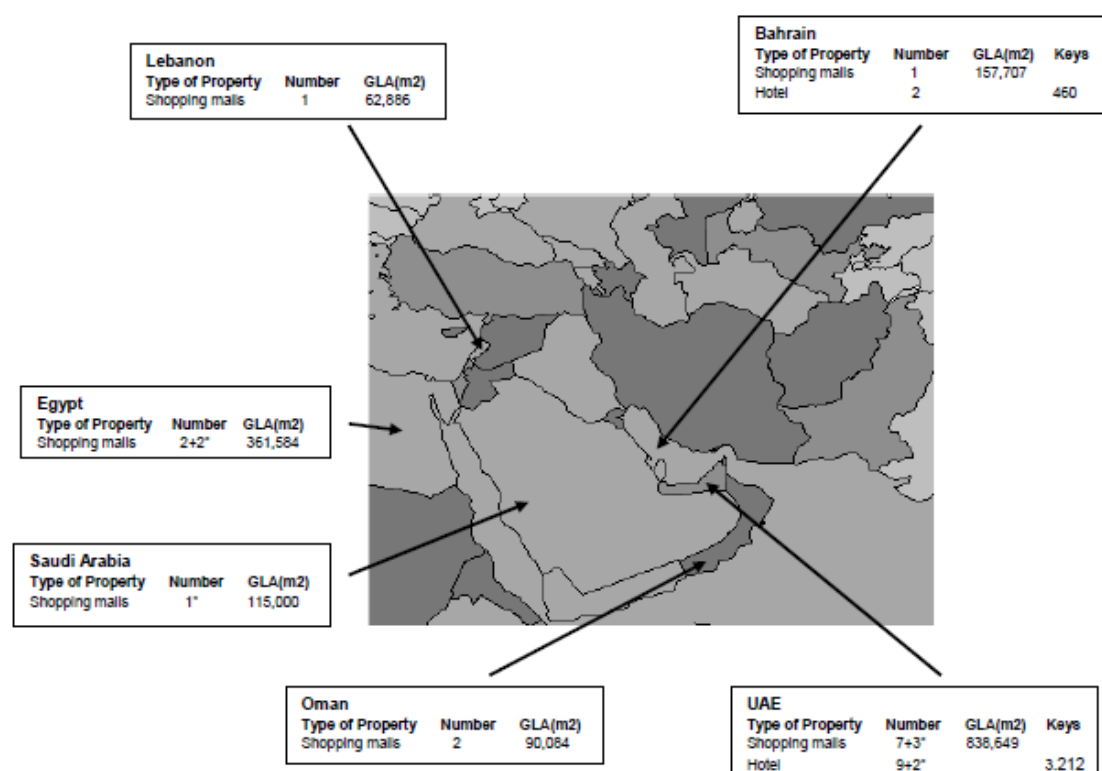 Lebanon
Type of Property Number GLA(m2)
Shopping malls 1 62,886
Bahrain
Type of Property Number GLA(m2) Keys
Shopping malls 1 157,707
Hotel 2 460
Egypt
Type of Property Number GLA(m2)
Shopping malls 2+2" 361,584
Saudi Arabia
Type of Property Number GLA(m2)
Shopping malls 1" 115,000
Oman
Type of Property Number GLA(m2)
Shopping malls 2 90,084
UAE
Type of Property Number GLA(m2) Keys
Shopping malls 7+3" 838,649
Hotel 9+2" 3.212